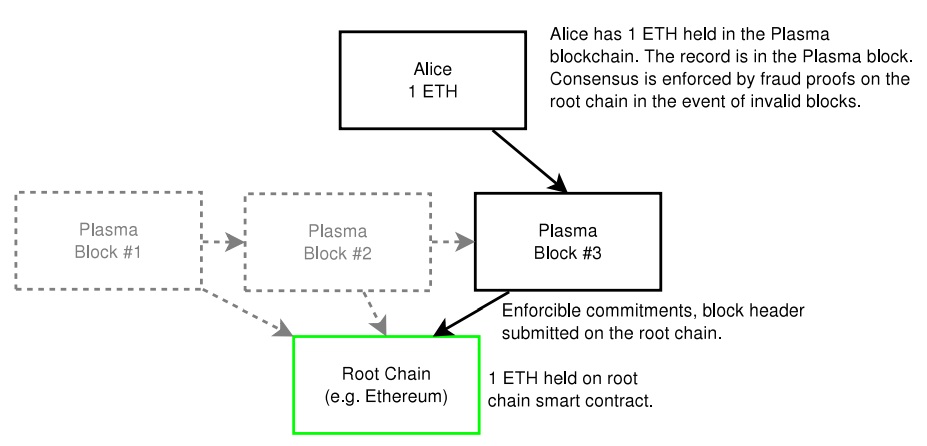 Alice has 1 ETH held in the Plasma
blockchain. The record is in the Plasma block.
Consensus is enforced by fraud proofs on the
root chain in the event of invalid blocks.
Alice
1 ETH
Plasma
Block #1
Plasma
Block #2
Plasma
Block #3
Enforcible commitments, block header
submitted on the root chain.
Root Chain
(e.g. Ethereum)
1 ETH held on root
chain smart contract.